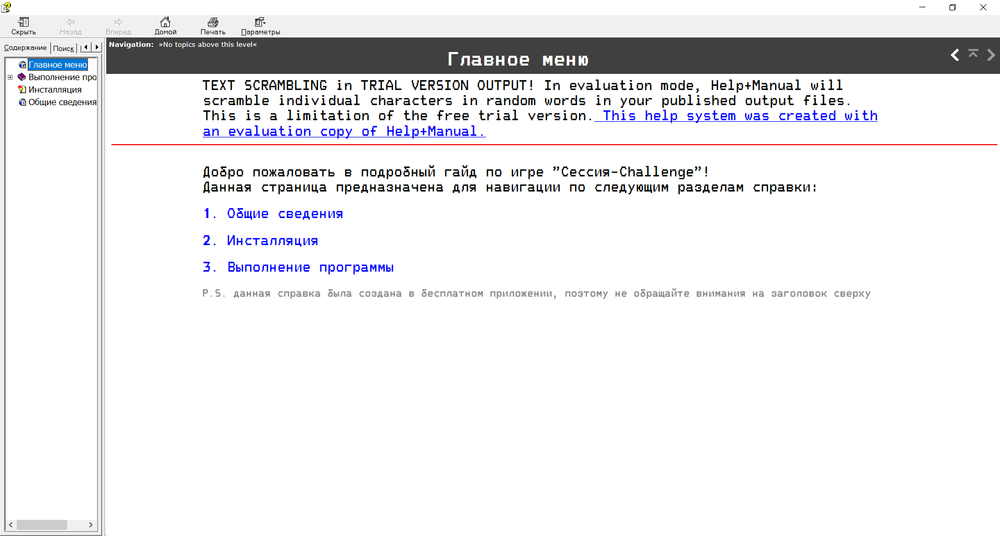 Скрыть
Назад
Вперед
Домой
Печать
Параметры
Содержание
Поиск
Главное меню
Выполнение про
Инсталляция
Общие сведения
Navigation: »No topics above this level«
Главное меню
TEXT SCRAMBLING in TRIAL VERSION OUTPUT! In evaluation mode, Help+Manual will
scramble individual characters in random words in your published output files.
This is a limitation of the free trial version. This help system was created with
an evaluation copy of Help+Manual.
Добро пожаловать в подробный гайд по игре ”Сессия-Challenge”!
Данная страница предназначена для навигации по следующим разделам справки:
1. Общие сведения
2. Инсталляция
3. Выполнение программы
P.S. данная справка была создана в бесплатном приложении, поэтому не обращайте внимания на заголовок сверху